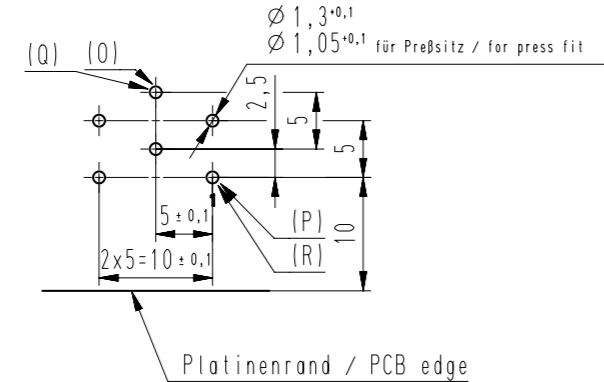 Ø 1,3+0,1
Ø 1,05+0,1 für Preßsitz / for press fit
(Q) (O)
2,5
5
5
10
5 ± 0,1
(P)
2x5=10 ± 0,1
(R)
Platinenrand / PCB edge